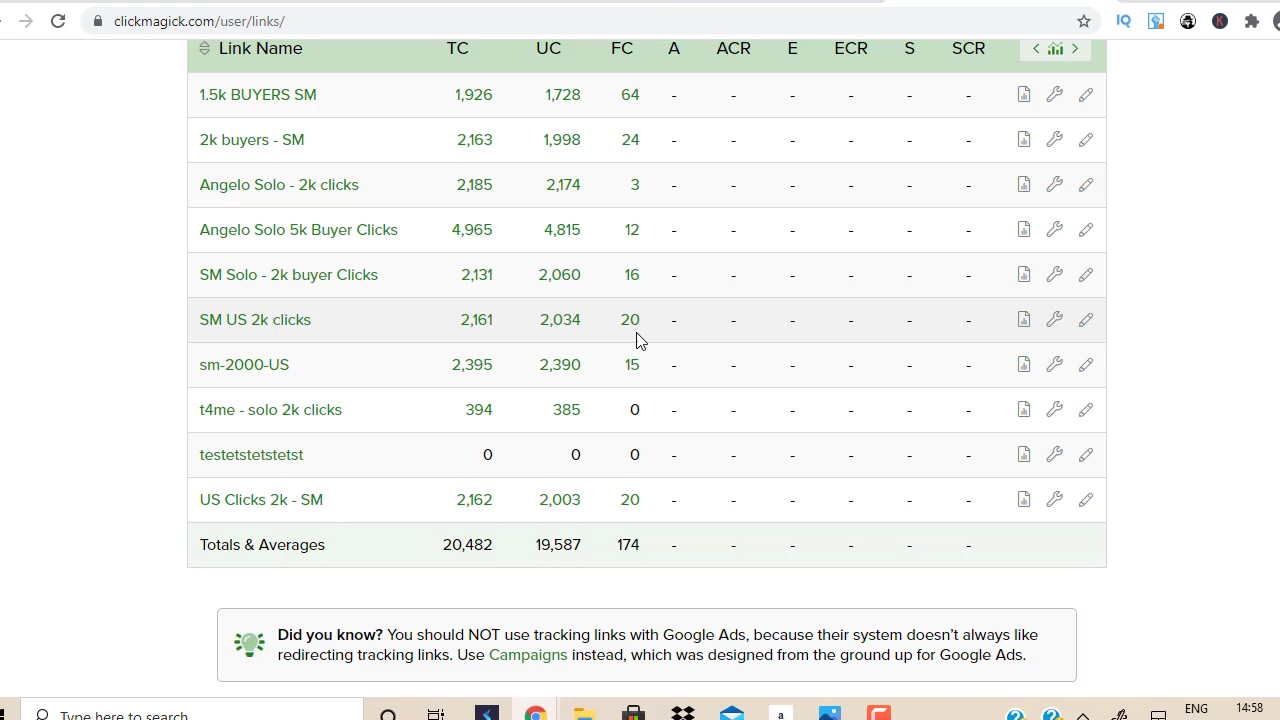 clickmagick.com/user/links/
IQ K
Link Name TC UC FC A ACR E ECR S SCR
1.5k BUYERS SM 1,926 1,728 64 - - - - - -
2k buyers - SM 2,163 1,998 24 - - - - - -
Angelo Solo - 2k clicks 2,185 2,174 3 - - - - - -
Angelo Solo 5k Buyer Clicks 4,965 4,815 12 - - - - - -
SM Solo - 2k buyer Clicks 2,131 2,060 16 - - - - - -
SM US 2k clicks 2,161 2,034 20 - - - - - -
sm-2000-US 2,395 2,390 15 - - - - - -
t4me - solo 2k clicks 394 385 0 - - - - - -
testetstetstetst 0 0 0 - - - - - -
US Clicks 2k - SM 2,162 2,003 20 - - - - - -
Totals & Averages 20,482 19,587 174 - - - - - -
Did you know? You should NOT use tracking links with Google Ads, because their system doesn't always like
redirecting tracking links. Use Campaigns instead, which was designed from the ground up for Google Ads.
Type here to search a ENG 14:58